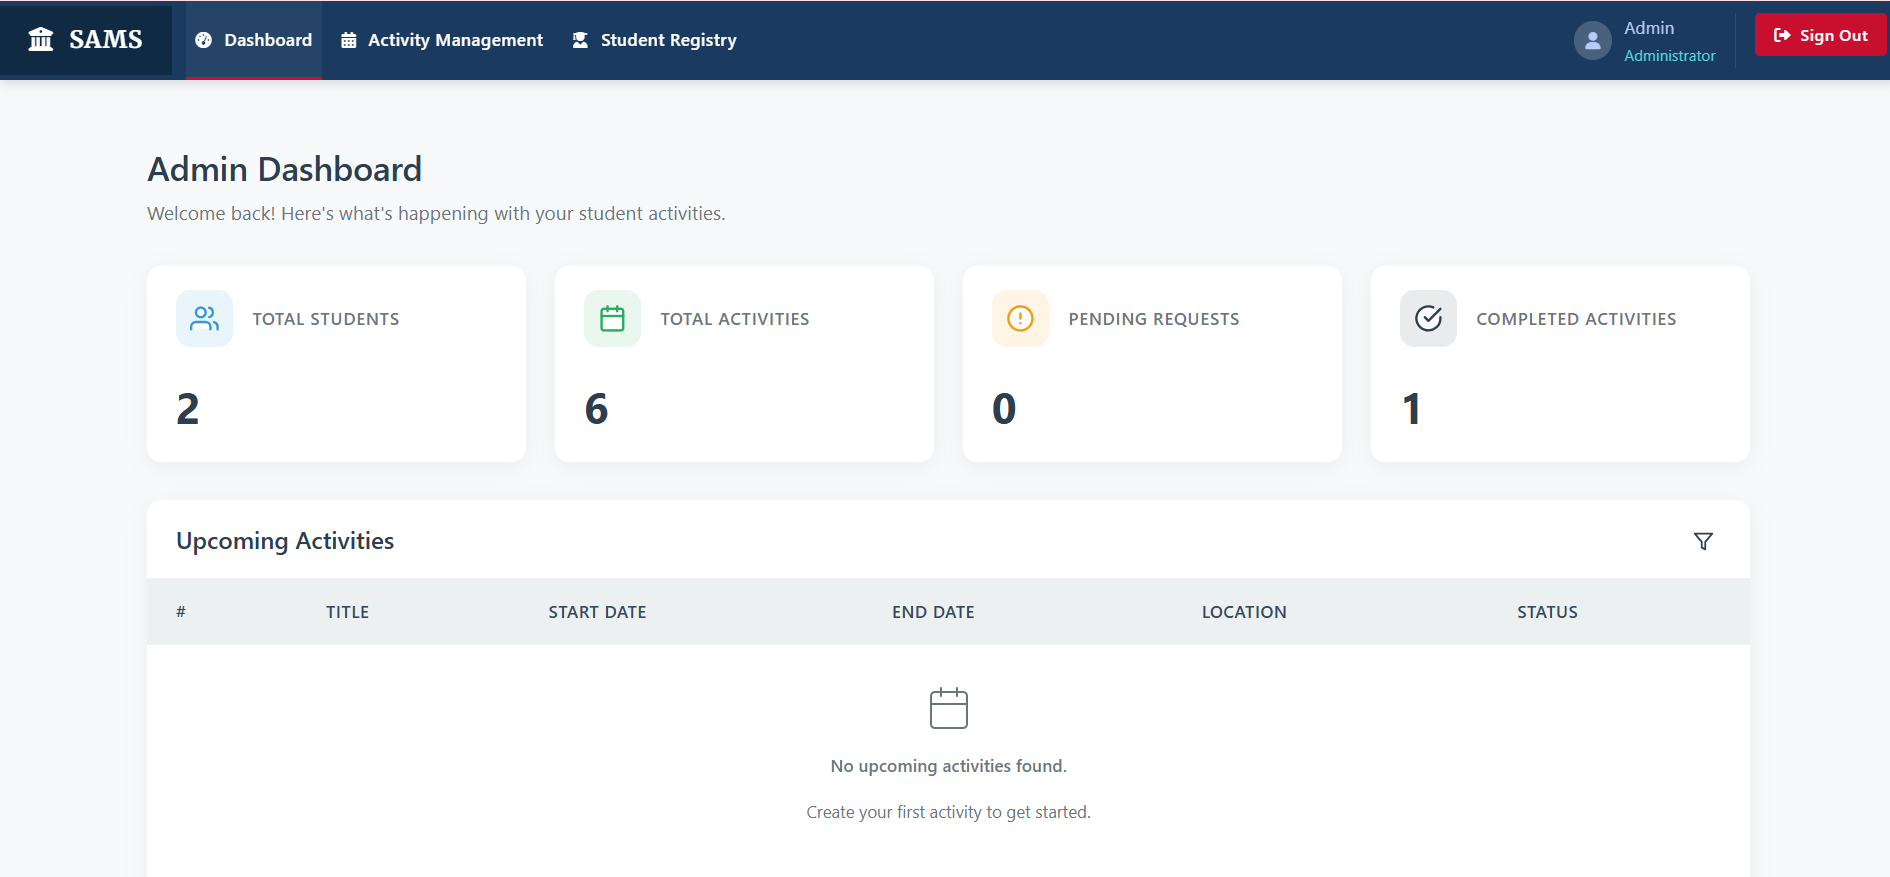 SAMS
Dashboard
Activity Management
Student Registry
Admin
Administrator
Sign Out
Admin Dashboard
Welcome back! Here's what's happening with your student activities.
TOTAL STUDENTS
2
TOTAL ACTIVITIES
6
PENDING REQUESTS
0
COMPLETED ACTIVITIES
1
Upcoming Activities
# TITLE START DATE END DATE LOCATION STATUS
No upcoming activities found.
Create your first activity to get started.